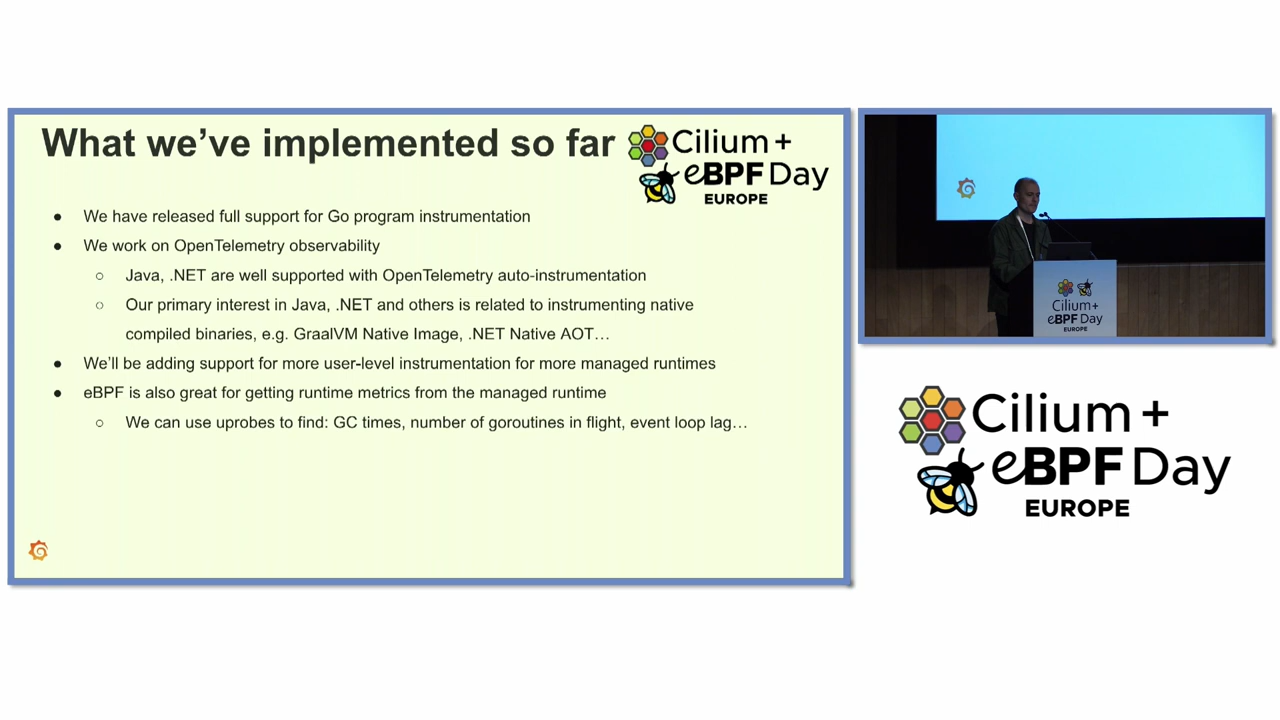 What we've implemented so far
Cilium +
eBPF Day
EUROPE
● We have released full support for Go program instrumentation
● We work on OpenTelemetry observability
○ Java, .NET are well supported with OpenTelemetry auto-instrumentation
○ Our primary interest in Java, .NET and others is related to instrumenting native
compiled binaries, e.g. GraalVM Native Image, .NET Native AOT…
● We'll be adding support for more user-level instrumentation for more managed runtimes
● eBPF is also great for getting runtime metrics from the managed runtime
○ We can use uprobes to find: GC times, number of goroutines in flight, event loop lag…
Cilium +
eBPF Day
EUROPE
Cilium +
eBPF Day
EUROPE